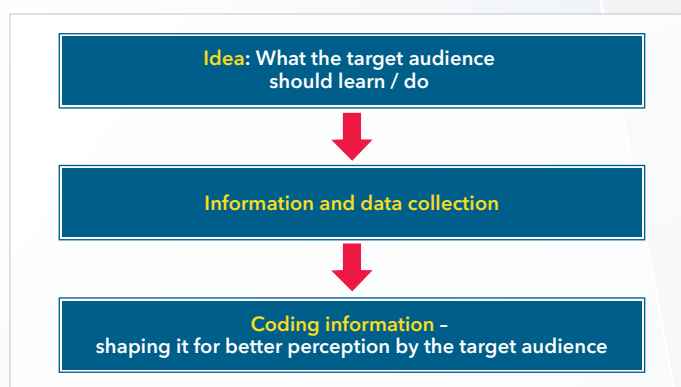 Idea: What the target audience
should learn / do
Information and data collection
Coding information –
shaping it for better perception by the target audience